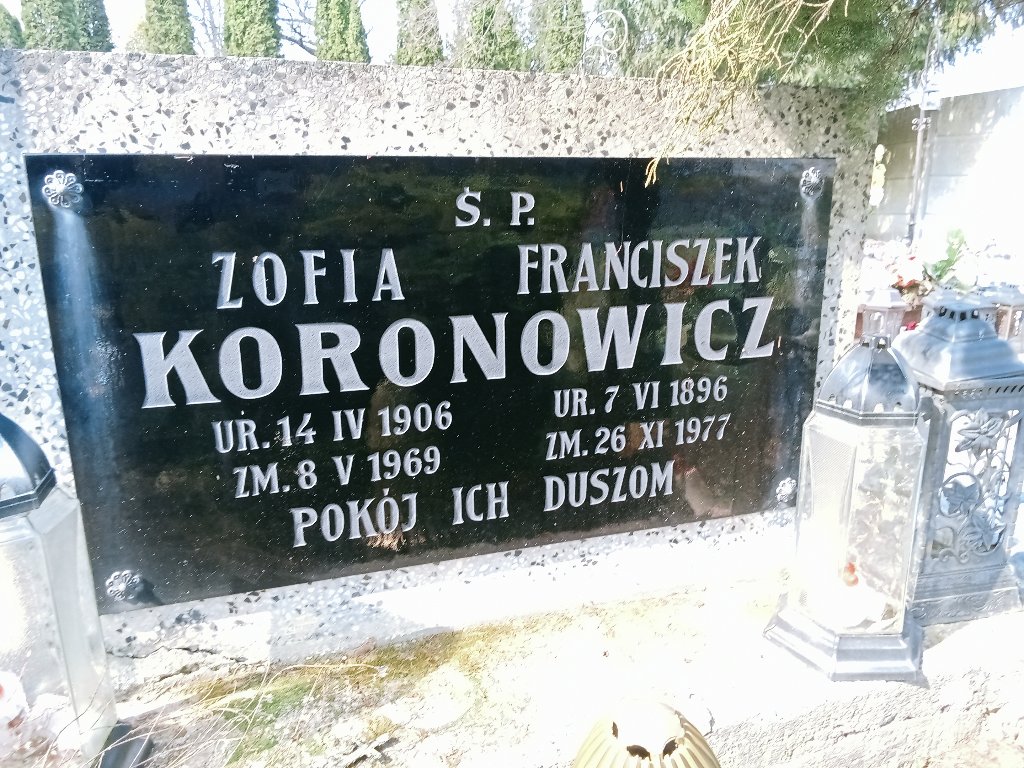 Ś. P.
ZOFIA FRANCISZEK
KORONOWICZ
UR. 14 IV 1906 UR. 7 VI 1896
ZM. 8 V 1969 ZM. 26 XI 1977
POKÓJ ICH DUSZOM